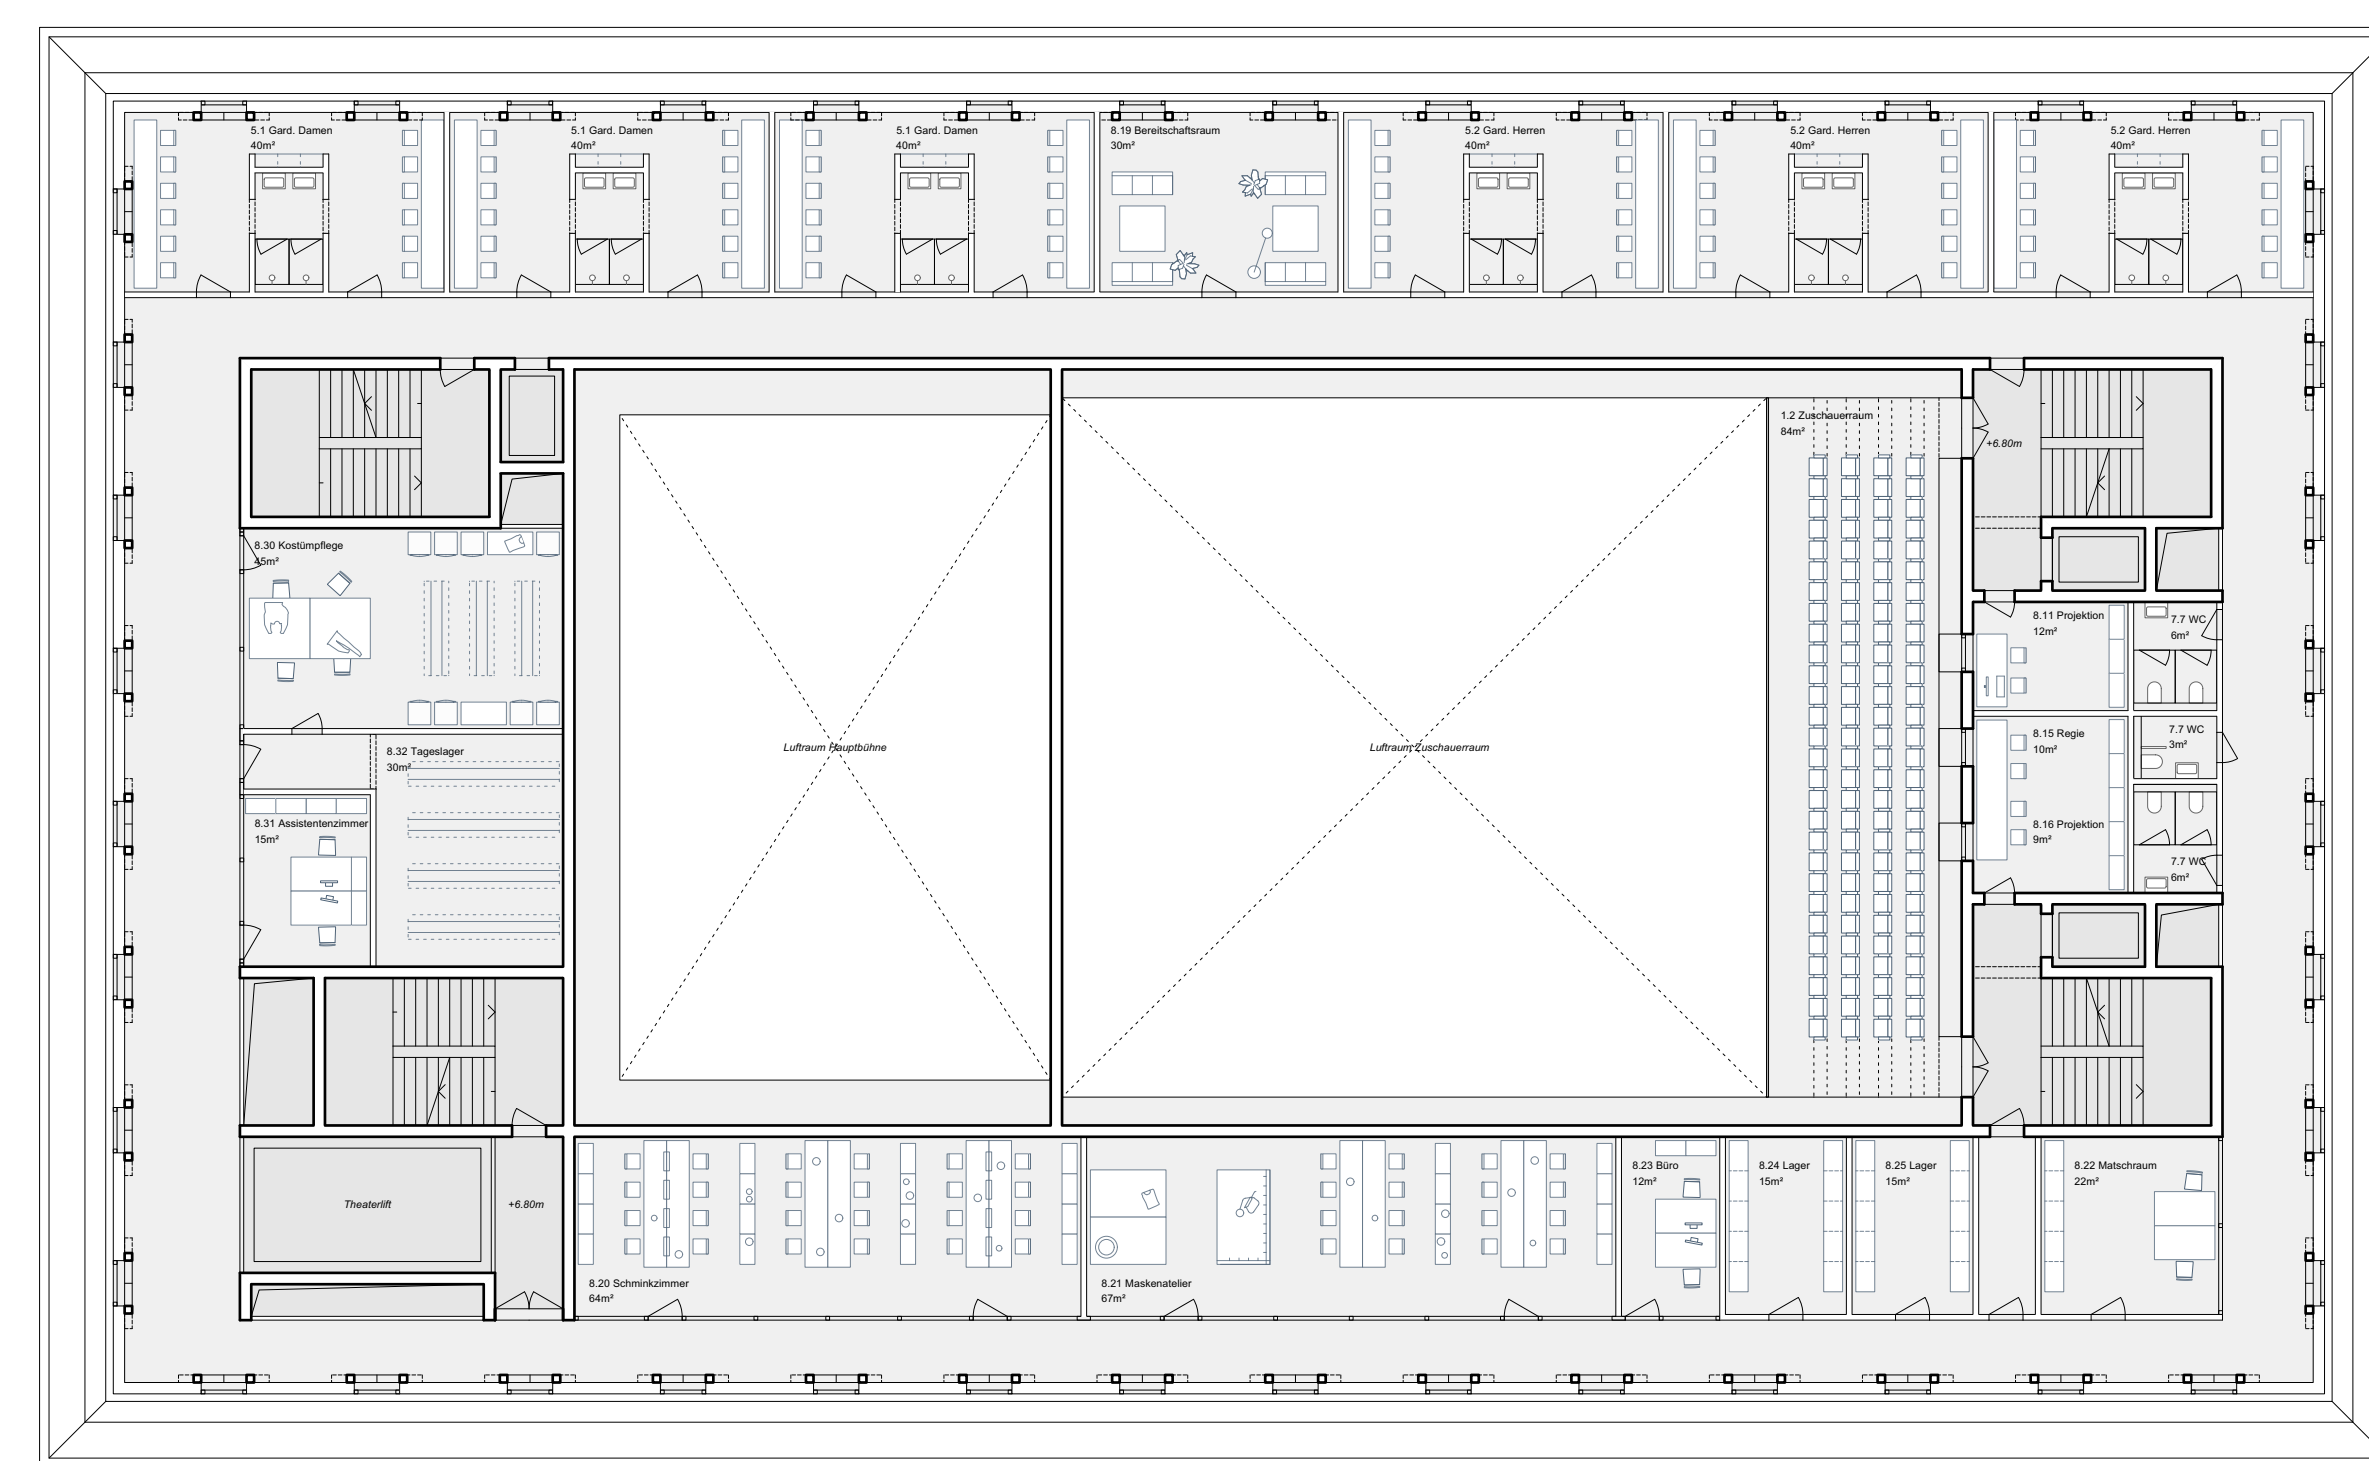 5.1 Gard. Damen
40m²
5.1 Gard. Damen
40m²
5.1 Gard. Damen
40m²
8.19 Bereitschaftsraum
30m²
5.2 Gard. Herren
40m²
5.2 Gard. Herren
40m²
5.2 Gard. Herren
40m²
1.2 Zuschauerraum
84m²
+6.80m
8.30 Kostümpflege
45m²
8.11 Projektion
12m²
7.7 WC
6m²
8.32 Tageslager
30m²
Luftraum Hauptbühne
Luftraum Zuschauerraum
8.15 Regie
10m²
7.7 WC
3m²
8.31 Assistentenzimmer
15m²
8.16 Projektion
9m²
7.7 WC
6m²
Theaterlift
+6.80m
8.20 Schminkzimmer
64m²
8.21 Maskenatelier
67m²
8.23 Büro
12m²
8.24 Lager
15m²
8.25 Lager
15m²
8.22 Matschraum
22m²